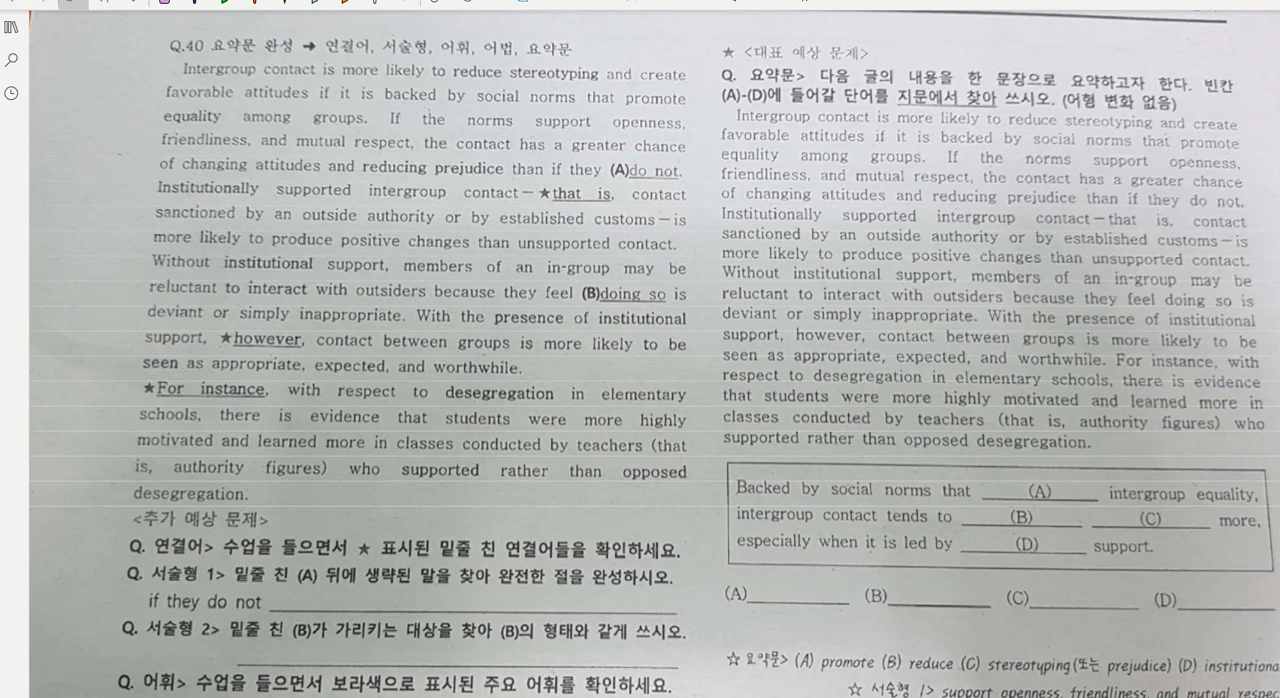 Q.40 요약문 완성 → 연결어, 서술형, 어휘, 어법, 요약문
Intergroup contact is more likely to reduce stereotyping and create
favorable attitudes if it is backed by social norms that promote
equality among groups. If the norms support openness,
friendliness, and mutual respect, the contact has a greater chance
of changing attitudes and reducing prejudice than if they (A)do not.
Institutionally supported intergroup contact — ★that is, contact
sanctioned by an outside authority or by established customs — is
more likely to produce positive changes than unsupported contact.
Without institutional support, members of an in-group may be
reluctant to interact with outsiders because they feel (B)doing so is
deviant or simply inappropriate. With the presence of institutional
support, ★however, contact between groups is more likely to be
seen as appropriate, expected, and worthwhile.
★For instance, with respect to desegregation in elementary
schools, there is evidence that students were more highly
motivated and learned more in classes conducted by teachers (that
is, authority figures) who supported rather than opposed
desegregation.
<추가 예상 문제>
Q. 연결어> 수업을 들으면서 ★ 표시된 밑줄 친 연결어들을 확인하세요.
Q. 서술형 1> 밑줄 친 (A) 뒤에 생략된 말을 찾아 완전한 절을 완성하시오.
if they do not
Q. 서술형 2> 밑줄 친 (B)가 가리키는 대상을 찾아 (B)의 형태와 같게 쓰시오.
Q. 어휘> 수업을 들으면서 보라색으로 표시된 주요 어휘를 확인하세요.
★ <대표 예상 문제>
Q. 요약문> 다음 글의 내용을 한 문장으로 요약하고자 한다. 빈칸
(A)-(D)에 들어갈 단어를 지문에서 찾아 쓰시오. (어형 변화 없음)
Intergroup contact is more likely to reduce stereotyping and create
favorable attitudes if it is backed by social norms that promote
equality among groups. If the norms support openness,
friendliness, and mutual respect, the contact has a greater chance
of changing attitudes and reducing prejudice than if they do not.
Institutionally supported intergroup contact — that is, contact
sanctioned by an outside authority or by established customs — is
more likely to produce positive changes than unsupported contact.
Without institutional support, members of an in-group may be
reluctant to interact with outsiders because they feel doing so is
deviant or simply inappropriate. With the presence of institutional
support, however, contact between groups is more likely to be
seen as appropriate, expected, and worthwhile. For instance, with
respect to desegregation in elementary schools, there is evidence
that students were more highly motivated and learned more in
classes conducted by teachers (that is, authority figures) who
supported rather than opposed desegregation.
Backed by social norms that (A) intergroup equality,
intergroup contact tends to (B) (C) more,
especially when it is led by (D) support.
(A) (B) (C) (D)
☆ 요약문> (A) promote (B) reduce (C) stereotyping(또는 prejudice) (D) instituciona
☆ 서술형 1> support openness, friendliness, and mutual respec